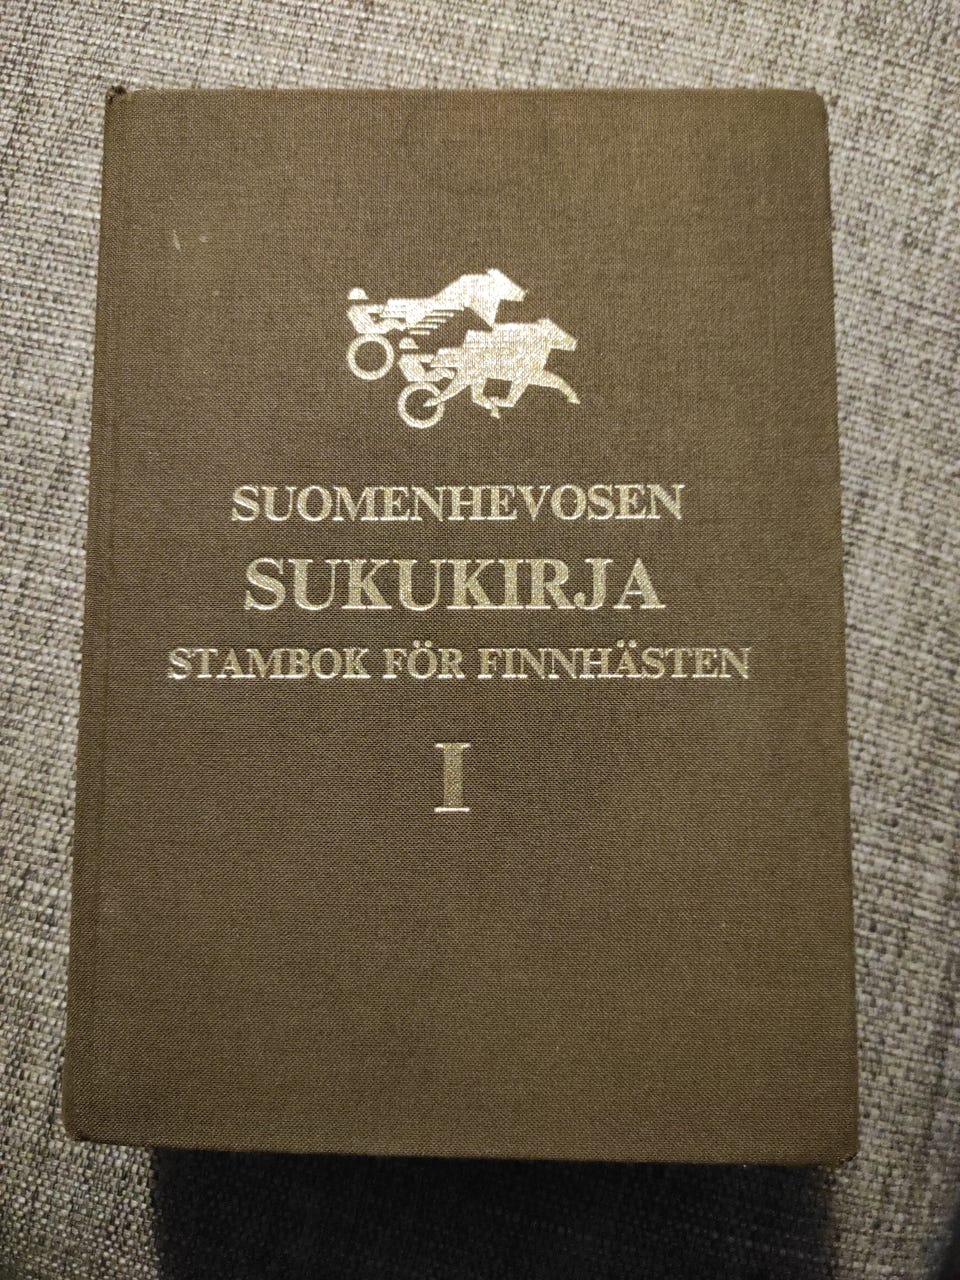 SUOMENHEVOSEN
SUKUKIRJA
STAMBOK FÖR FINNHÄSTEN
I